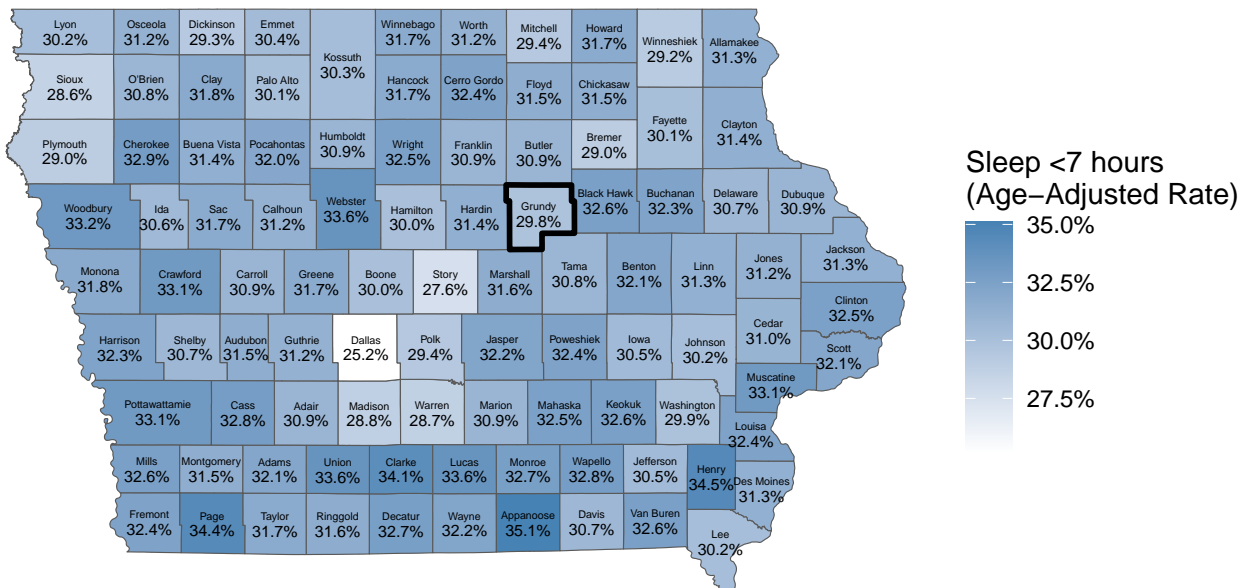 Lyon
30.2%
Osceola
31.2%
Dickinson
29.3%
Emmet
30.4%
Kossuth
30.3%
Winnebago
31.7%
Worth
31.2%
Mitchell
29.4%
Howard
31.7%
Winneshiek
29.2%
Allamakee
31.3%
Sioux
28.6%
O'Brien
30.8%
Clay
31.8%
Palo Alto
30.1%
Hancock
31.7%
Cerro Gordo
32.4%
Floyd
31.5%
Chickasaw
31.5%
Fayette
30.1%
Clayton
31.4%
Plymouth
29.0%
Cherokee
32.9%
Buena Vista
31.4%
Pocahontas
32.0%
Humboldt
30.9%
Wright
32.5%
Franklin
30.9%
Butler
30.9%
Bremer
29.0%
Woodbury
33.2%
Ida
30.6%
Sac
31.7%
Calhoun
31.2%
Webster
33.6%
Hamilton
30.0%
Hardin
31.4%
Grundy
29.8%
Black Hawk
32.6%
Buchanan
32.3%
Delaware
30.7%
Dubuque
30.9%
Monona
31.8%
Crawford
33.1%
Carroll
30.9%
Greene
31.7%
Boone
30.0%
Story
27.6%
Marshall
31.6%
Tama
30.8%
Benton
32.1%
Linn
31.3%
Jones
31.2%
Jackson
31.3%
Clinton
32.5%
Harrison
32.3%
Shelby
30.7%
Audubon
31.5%
Guthrie
31.2%
Dallas
25.2%
Polk
29.4%
Jasper
32.2%
Poweshiek
32.4%
Iowa
30.5%
Johnson
30.2%
Cedar
31.0%
Scott
32.1%
Muscatine
33.1%
Pottawattamie
33.1%
Cass
32.8%
Adair
30.9%
Madison
28.8%
Warren
28.7%
Marion
30.9%
Mahaska
32.5%
Keokuk
32.6%
Washington
29.9%
Louisa
32.4%
Mills
32.6%
Montgomery
31.5%
Adams
32.1%
Union
33.6%
Clarke
34.1%
Lucas
33.6%
Monroe
32.7%
Wapello
32.8%
Jefferson
30.5%
Henry
34.5%
Des Moines
31.3%
Fremont
32.4%
Page
34.4%
Taylor
31.7%
Ringgold
31.6%
Decatur
32.7%
Wayne
32.2%
Appanoose
35.1%
Davis
30.7%
Van Buren
32.6%
Lee
30.2%
Sleep <7 hours
(Age−Adjusted Rate)
35.0%
32.5%
30.0%
27.5%